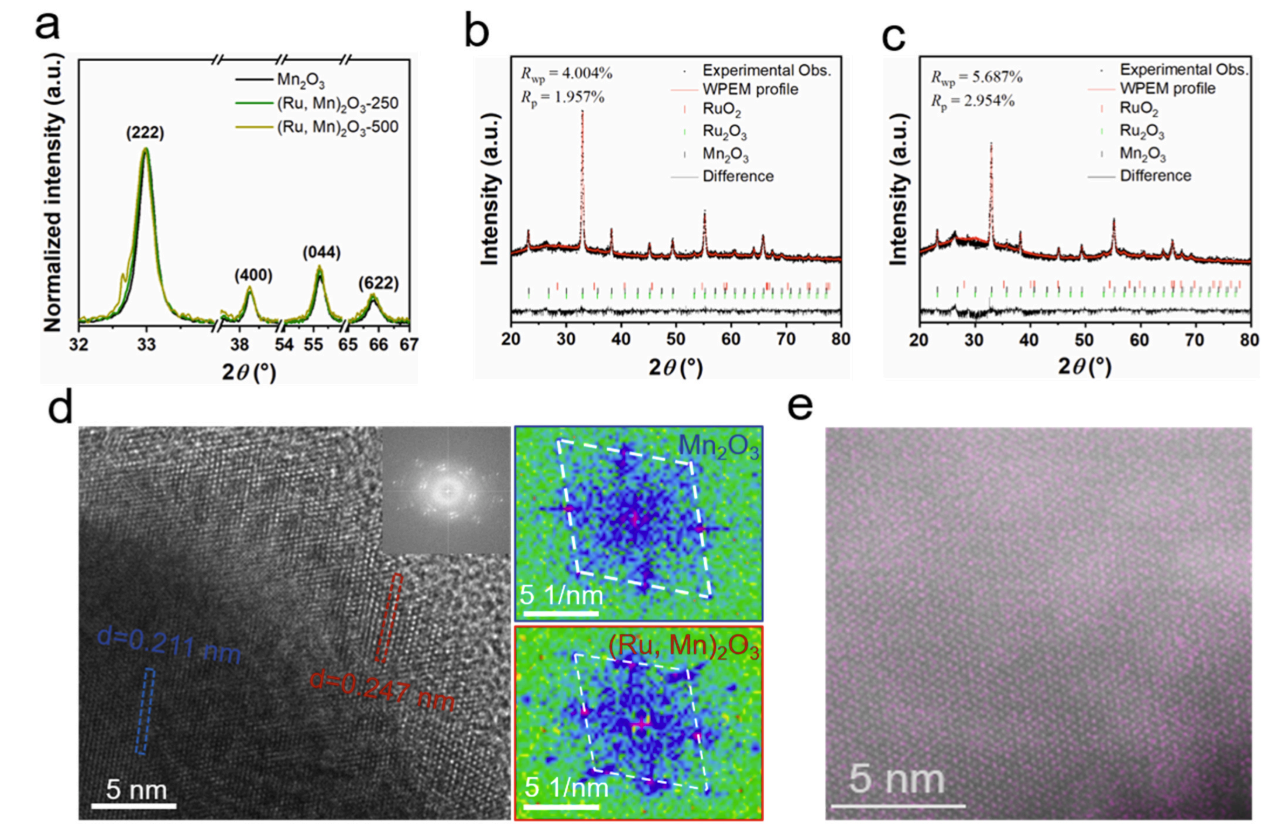 a
Normalized intensity (a.u.)
Mn₂O₃
(Ru, Mn)₂O₃-250
(Ru, Mn)₂O₃-500
(222)
(400)
(044)
(622)
32 33 38 54 55 65 66 67
2θ (°)
b
Intensity (a.u.)
Rwp = 4.004%
Rp = 1.957%
Experimental Obs.
WPEM profile
RuO₂
Ru₂O₃
Mn₂O₃
Difference
20 30 40 50 60 70 80
2θ (°)
c
Intensity (a.u.)
Rwp = 5.687%
Rp = 2.954%
Experimental Obs.
WPEM profile
RuO₂
Ru₂O₃
Mn₂O₃
Difference
20 30 40 50 60 70 80
2θ (°)
d
d=0.211 nm
d=0.247 nm
5 nm
Mn₂O₃
5 1/nm
(Ru, Mn)₂O₃
5 1/nm
e
5 nm